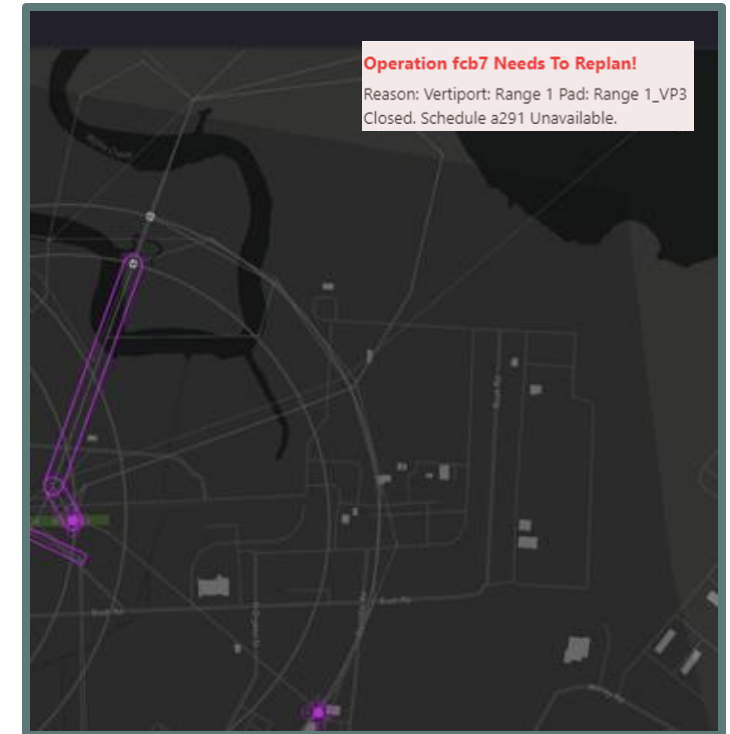 Operation fcb7 Needs To Replan!
Reason: Vertiport: Range 1 Pad: Range 1_VP3
Closed. Schedule a291 Unavailable.